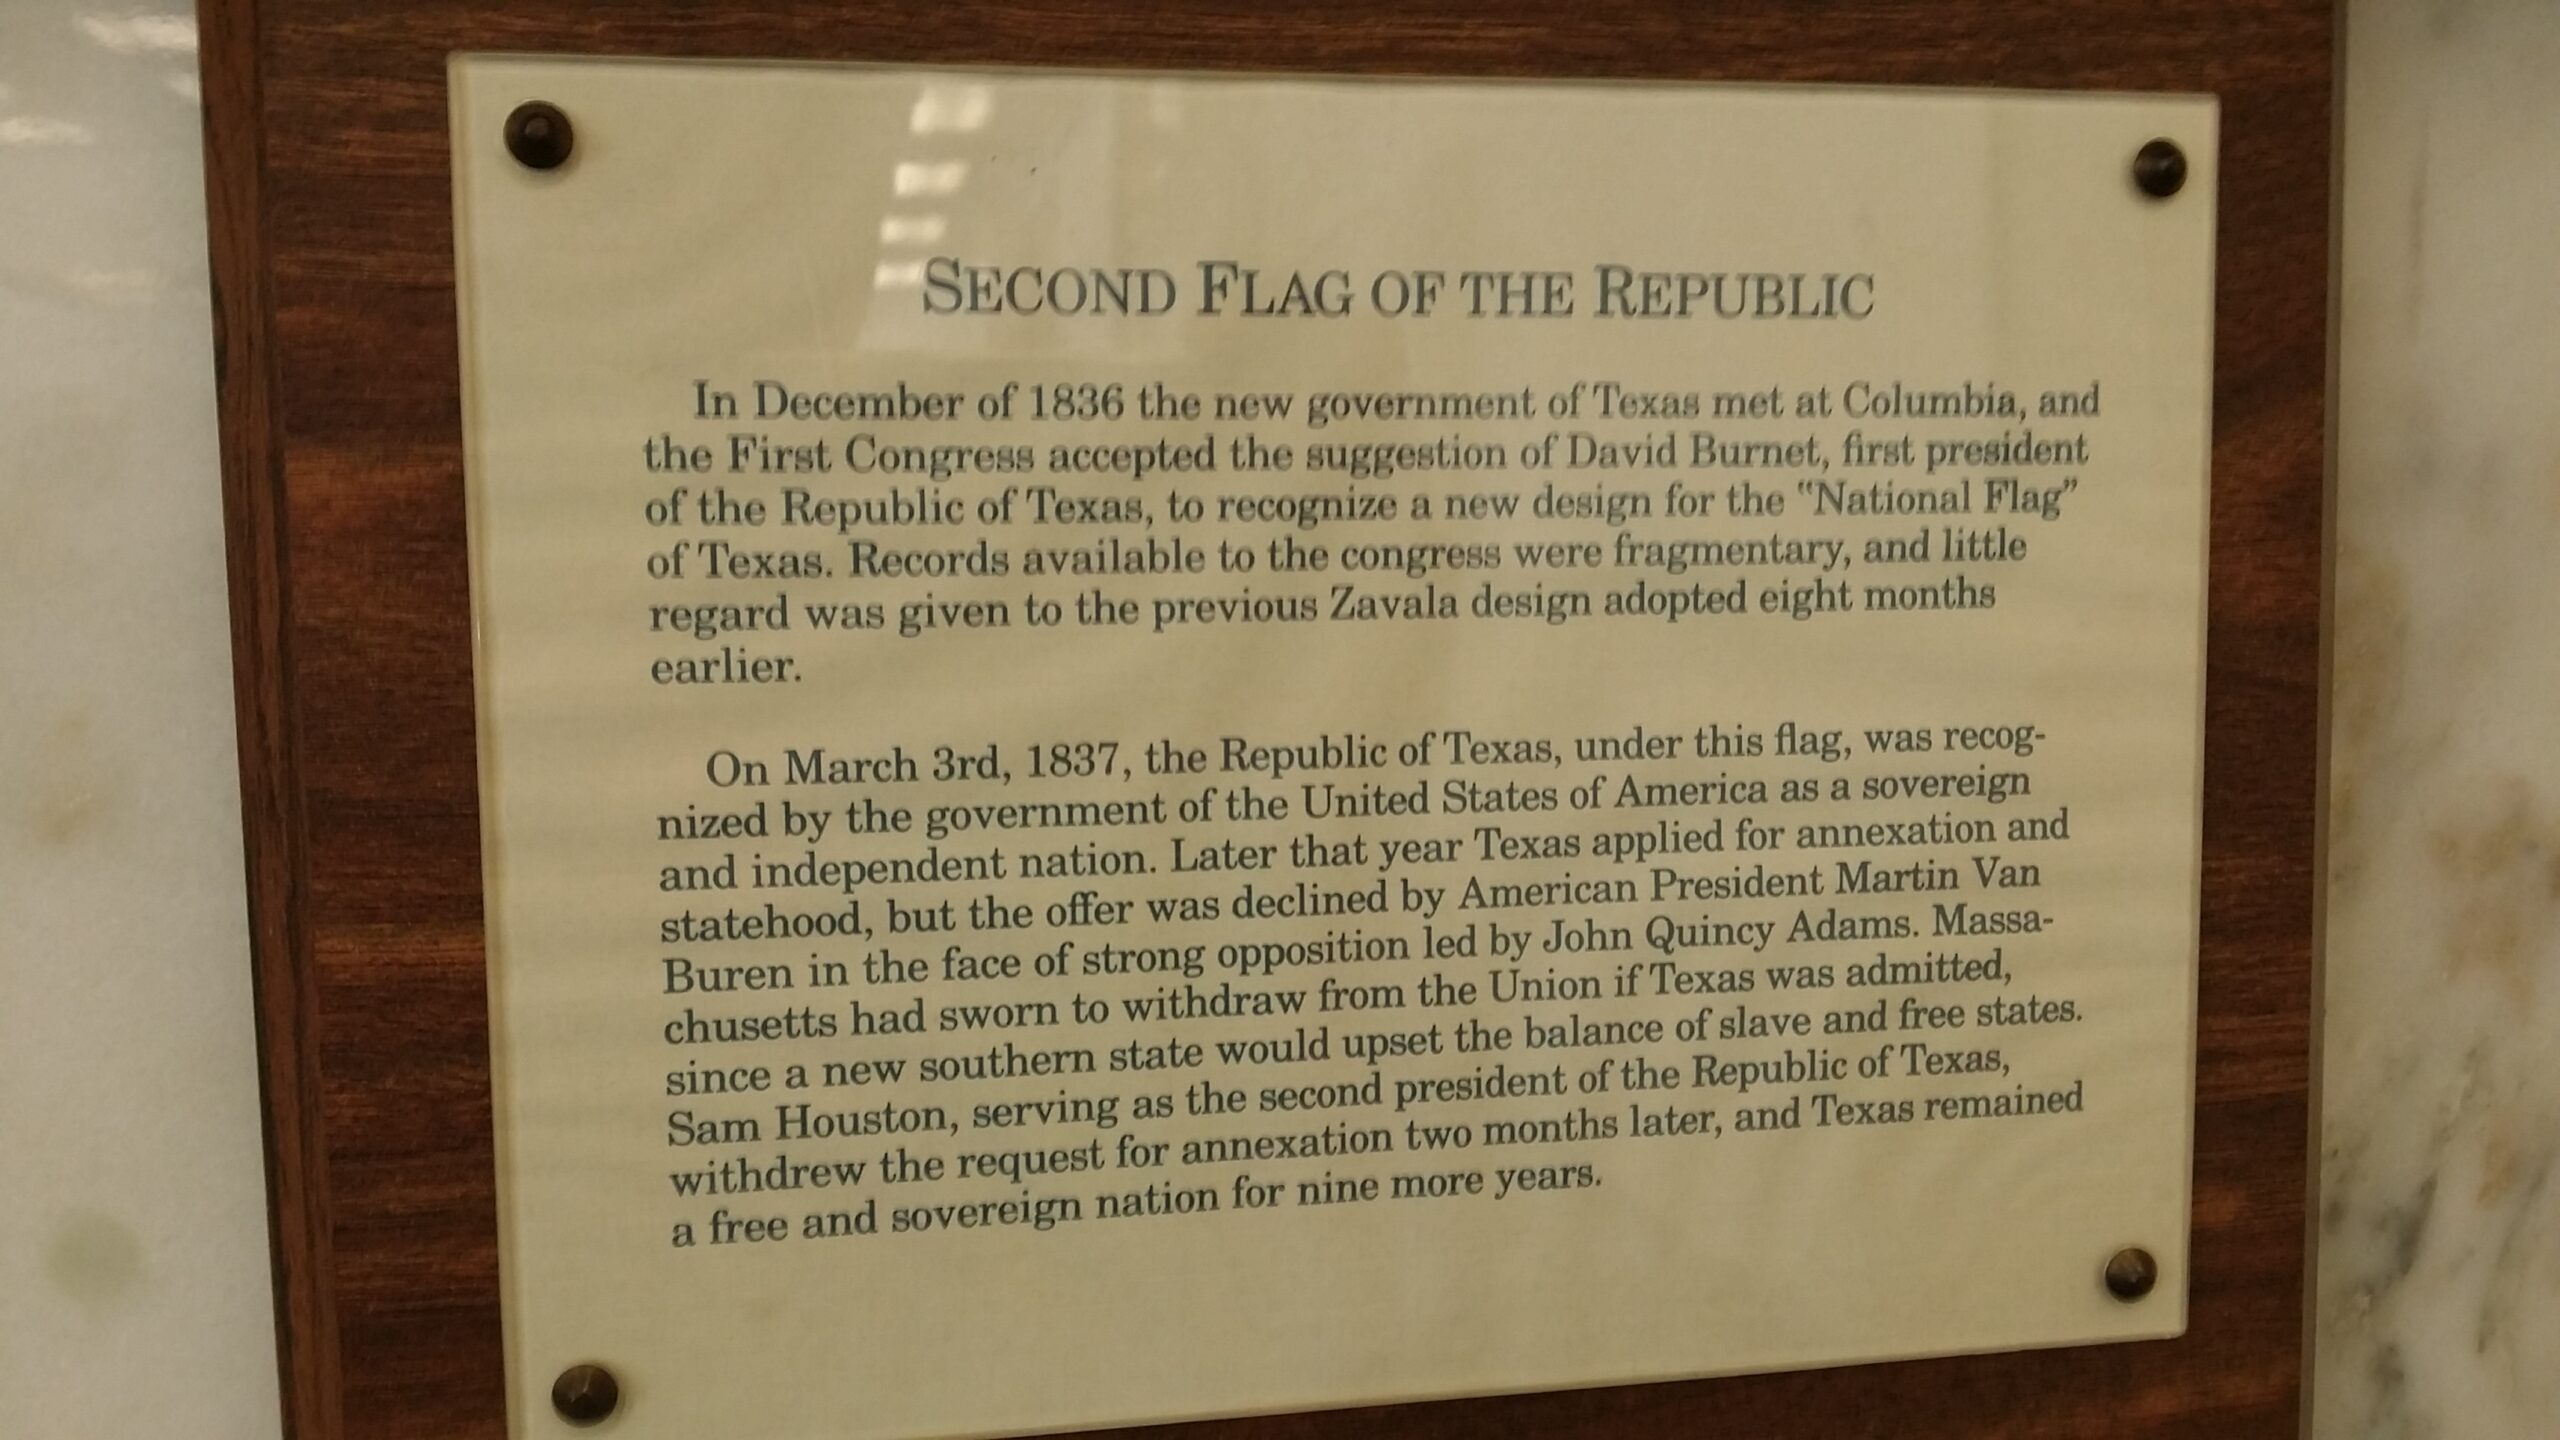 SECOND FLAG OF THE REPUBLIC
In December of 1836 the new government of Texas met at Columbia, and
the First Congress accepted the suggestion of David Burnet, first president
of the Republic of Texas, to recognize a new design for the “National Flag”
of Texas. Records available to the congress were fragmentary, and little
regard was given to the previous Zavala design adopted eight months
earlier.
On March 3rd, 1837, the Republic of Texas, under this flag, was recog-
nized by the government of the United States of America as a sovereign
and independent nation. Later that year Texas applied for annexation and
statehood, but the offer was declined by American President Martin Van
Buren in the face of strong opposition led by John Quincy Adams. Massa-
chusetts had sworn to withdraw from the Union if Texas was admitted,
since a new southern state would upset the balance of slave and free states.
Sam Houston, serving as the second president of the Republic of Texas,
withdrew the request for annexation two months later, and Texas remained
a free and sovereign nation for nine more years.